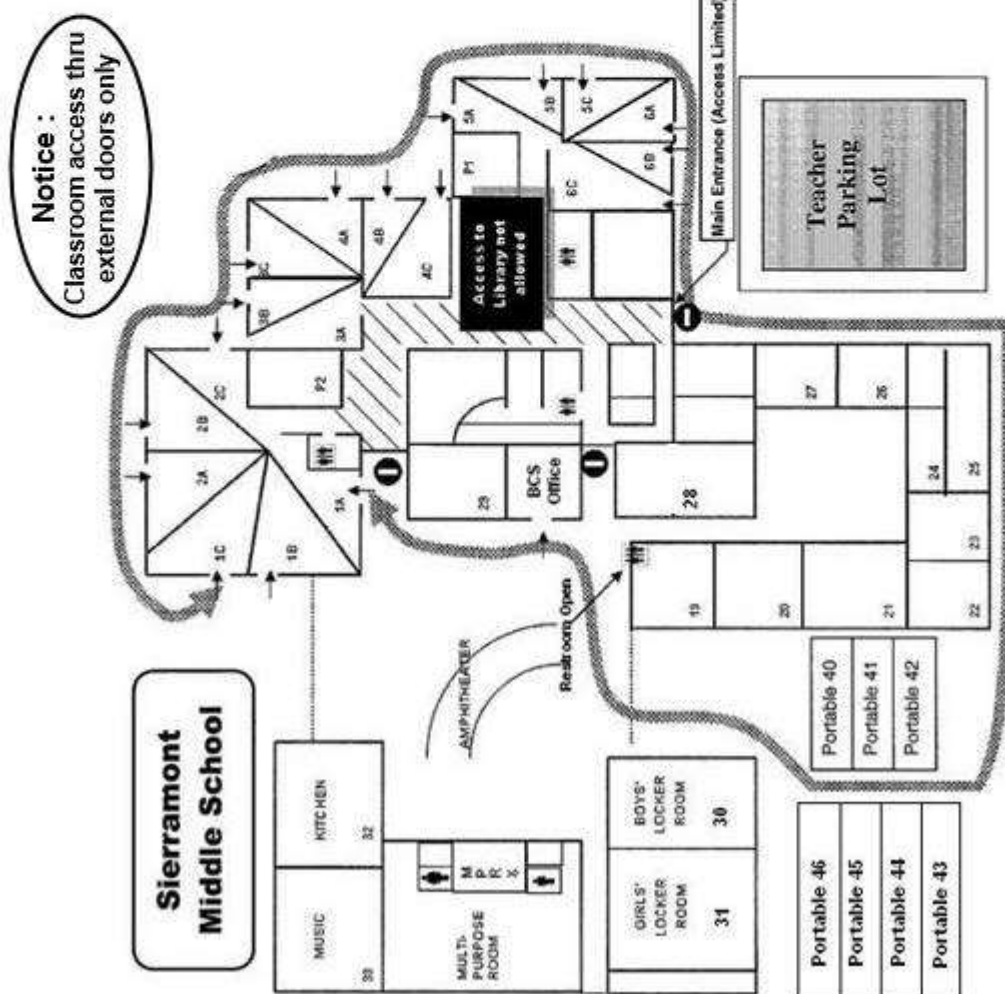 Notice :
Classroom access thru
external doors only
Sierramont
Middle School
Main Entrance (Access Limited)
Teacher
Parking
Lot
Access to
Library not
allowed
5A
5B
5C
6A
6B
6C
P1
4A
4B
4C
3B
3A
P2
2C
2B
2A
1C
1B
1A
29
BCS
Office
28
27
26
24
25
23
22
21
20
19
Restroom Open
AMPHITHEATER
KITCHEN
32
MUSIC
MULTI-
PURPOSE
ROOM
M
P
R
BOYS'
LOCKER
ROOM
30
GIRLS'
LOCKER
ROOM
31
Portable 40
Portable 41
Portable 42
Portable 46
Portable 45
Portable 44
Portable 43